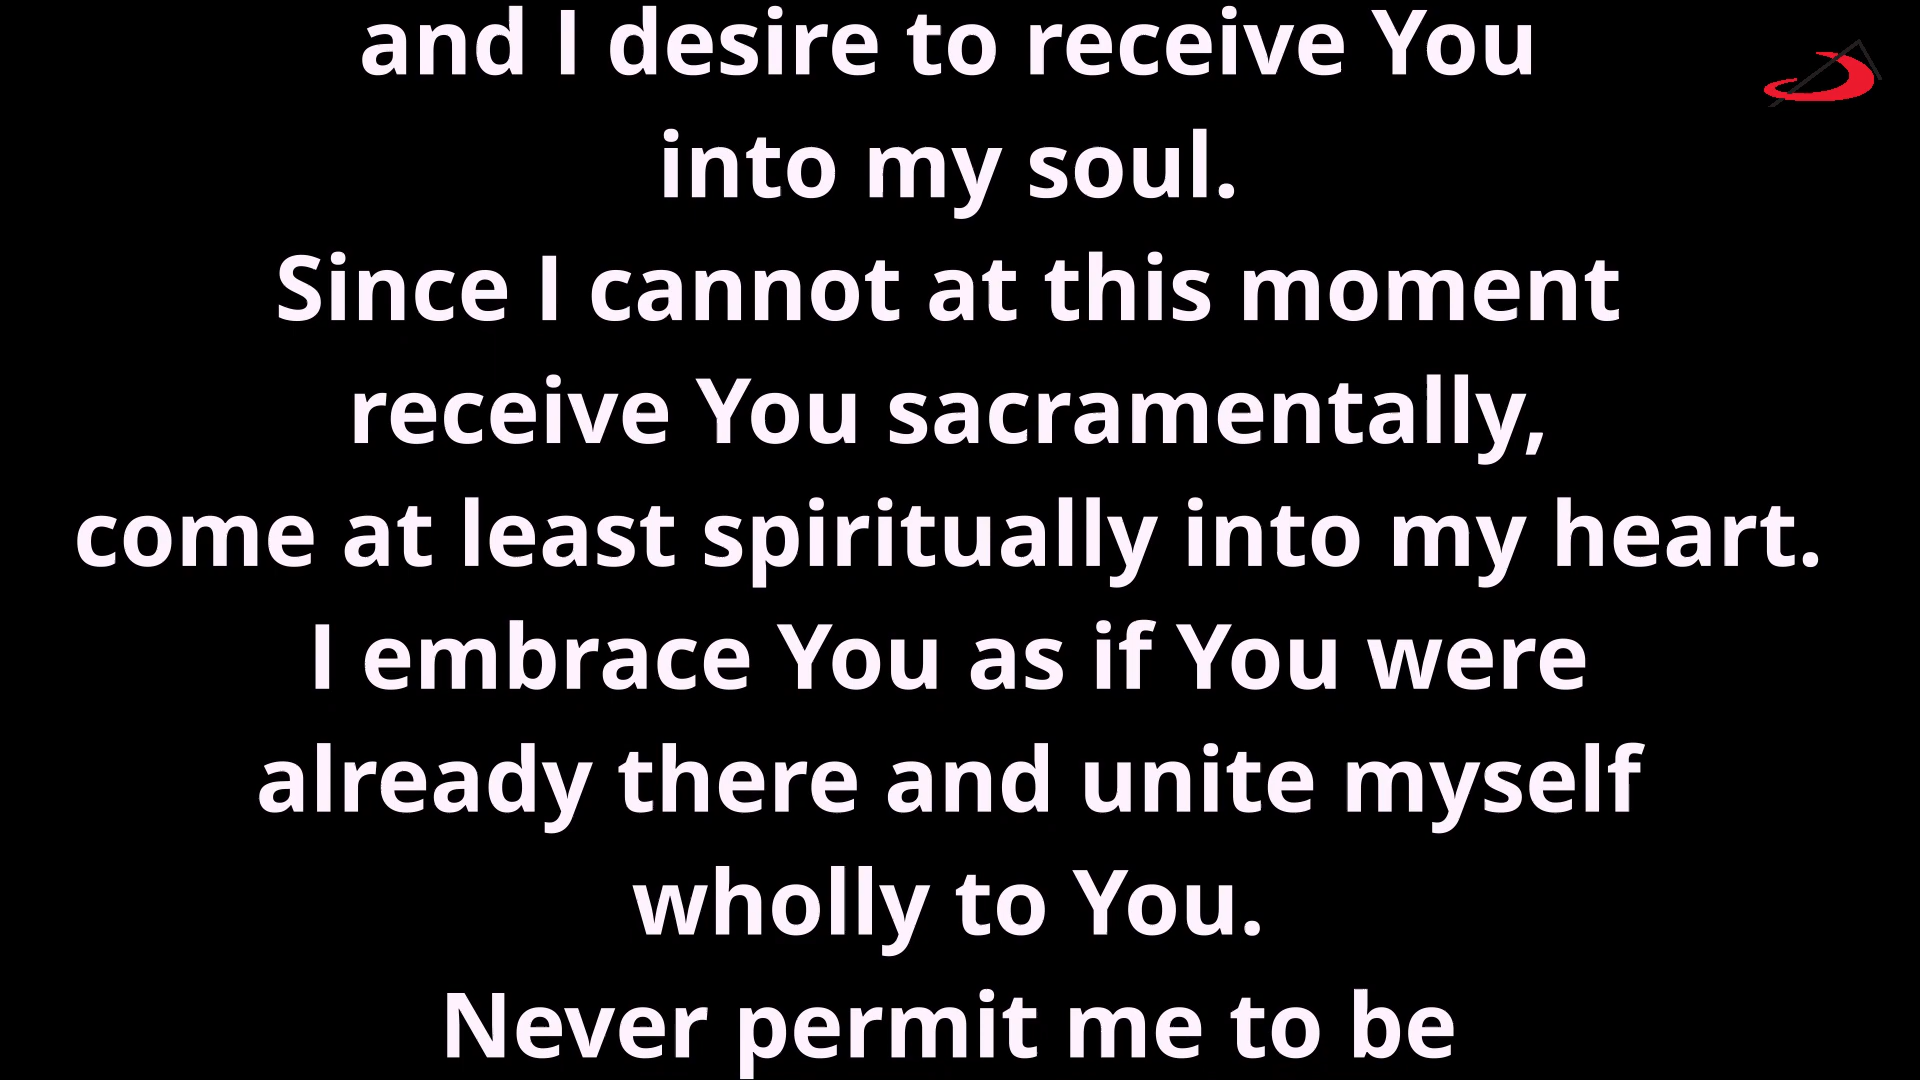 and I desire to receive You
into my soul.
Since I cannot at this moment
receive You sacramentally,
come at least spiritually into my heart.
I embrace You as if You were
already there and unite myself
wholly to You.
Never permit me to be